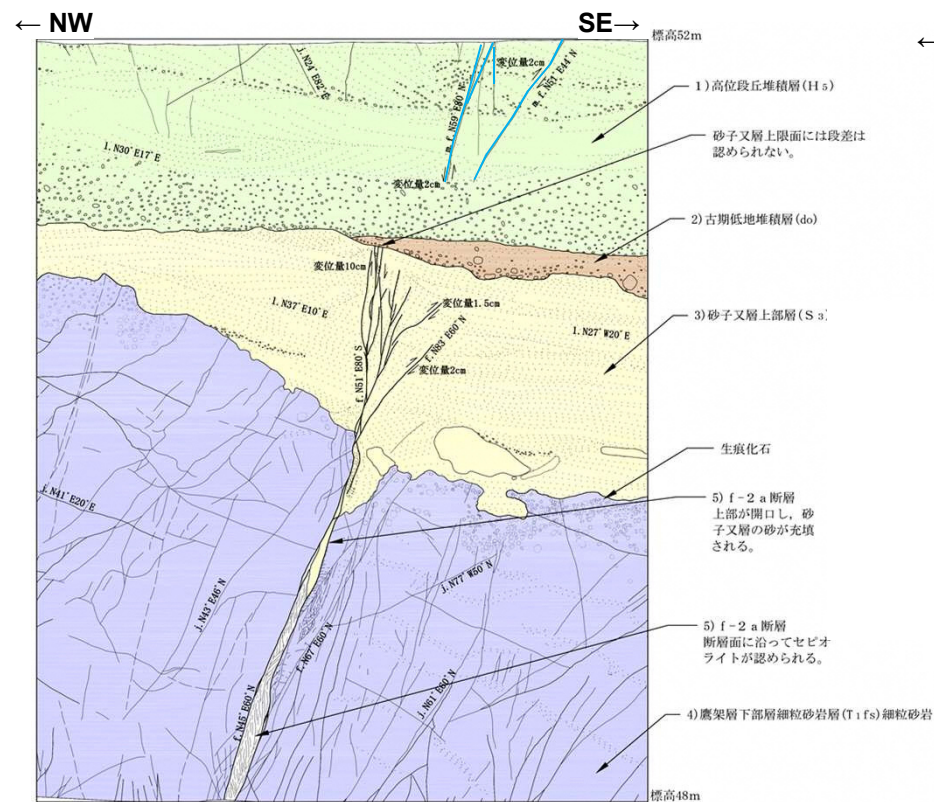 ← NW
SE→
←
標高52m
j.N24°E82°E
変位量2cm
m.f.N59°E80°N
m.f.N51°E44°N
1)高位段丘堆積層(H₅)
砂子又層上限面には段差は
認められない。
l.N30°E17°E
変位量2cm
2)古期低地堆積層(do)
変位量10cm
変位量1.5cm
l.N37°E10°E
l.N27°W20°E
3)砂子又層上部層(S₃)
f.N51°E80°S
f.N83°E60°N
変位量2cm
生痕化石
j.N41°E20°E
5) f-2a断層
上部が開口し，砂
子又層の砂が充填
される。
j.N77°W50°N
j.N43°E46°N
f.N67°E60°N
5) f-2a断層
断層面に沿ってセピオ
ライトが認められる。
f.N45°E60°N
j.N61°E60°N
4)鷹架層下部層細粒砂岩層(T₁fs)細粒砂岩
標高48m